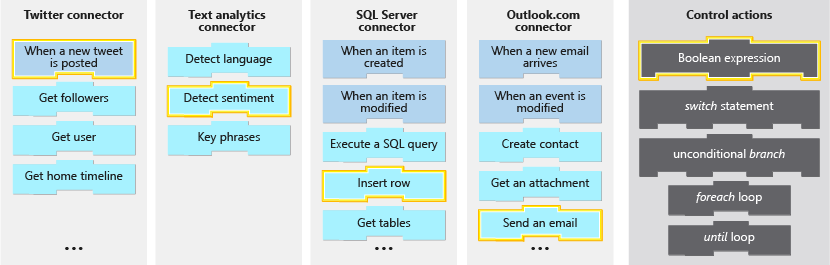 Twitter connector
When a new tweet
is posted
Get followers
Get user
Get home timeline
...
Text analytics
connector
Detect language
Detect sentiment
Key phrases
SQL Server
connector
When an item is
created
When an item is
modified
Execute a SQL query
Insert row
Get tables
...
Outlook.com
connector
When a new email
arrives
When an event is
modified
Create contact
Get an attachment
Send an email
...
Control actions
Boolean expression
switch statement
unconditional branch
foreach loop
until loop